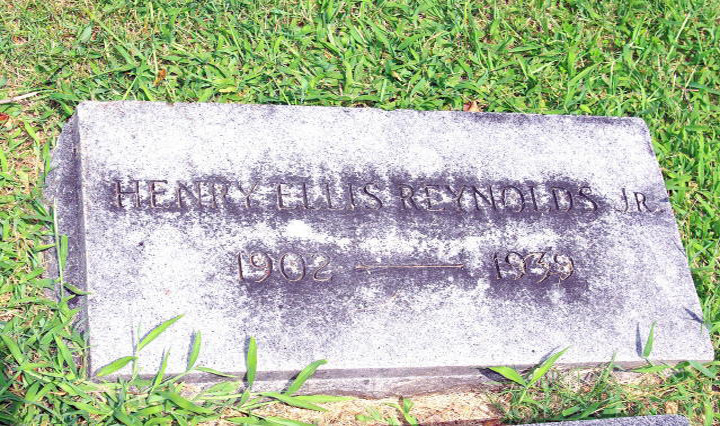 HENRY ELLIS REYNOLDS JR.
1902 — 1939